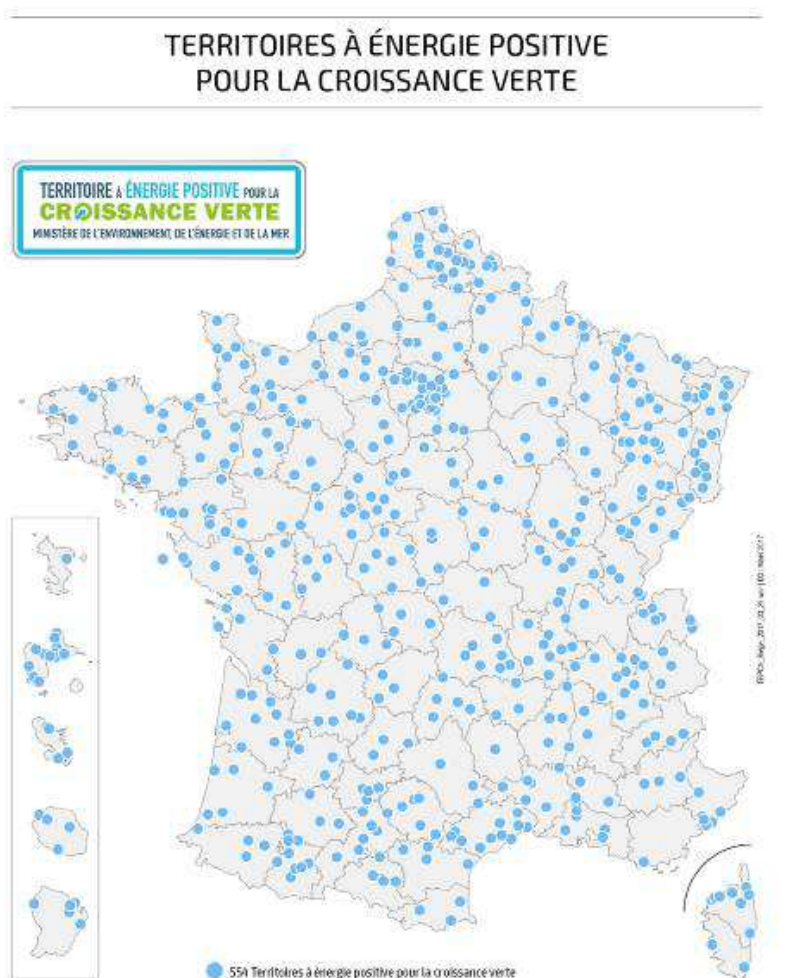 TERRITOIRES À ÉNERGIE POSITIVE
POUR LA CROISSANCE VERTE
TERRITOIRE À ÉNERGIE POSITIVE POUR LA
CROISSANCE VERTE
MINISTÈRE DE L'ENVIRONNEMENT, DE L'ÉNERGIE ET DE LA MER
554 Territoires à énergie positive pour la croissance verte